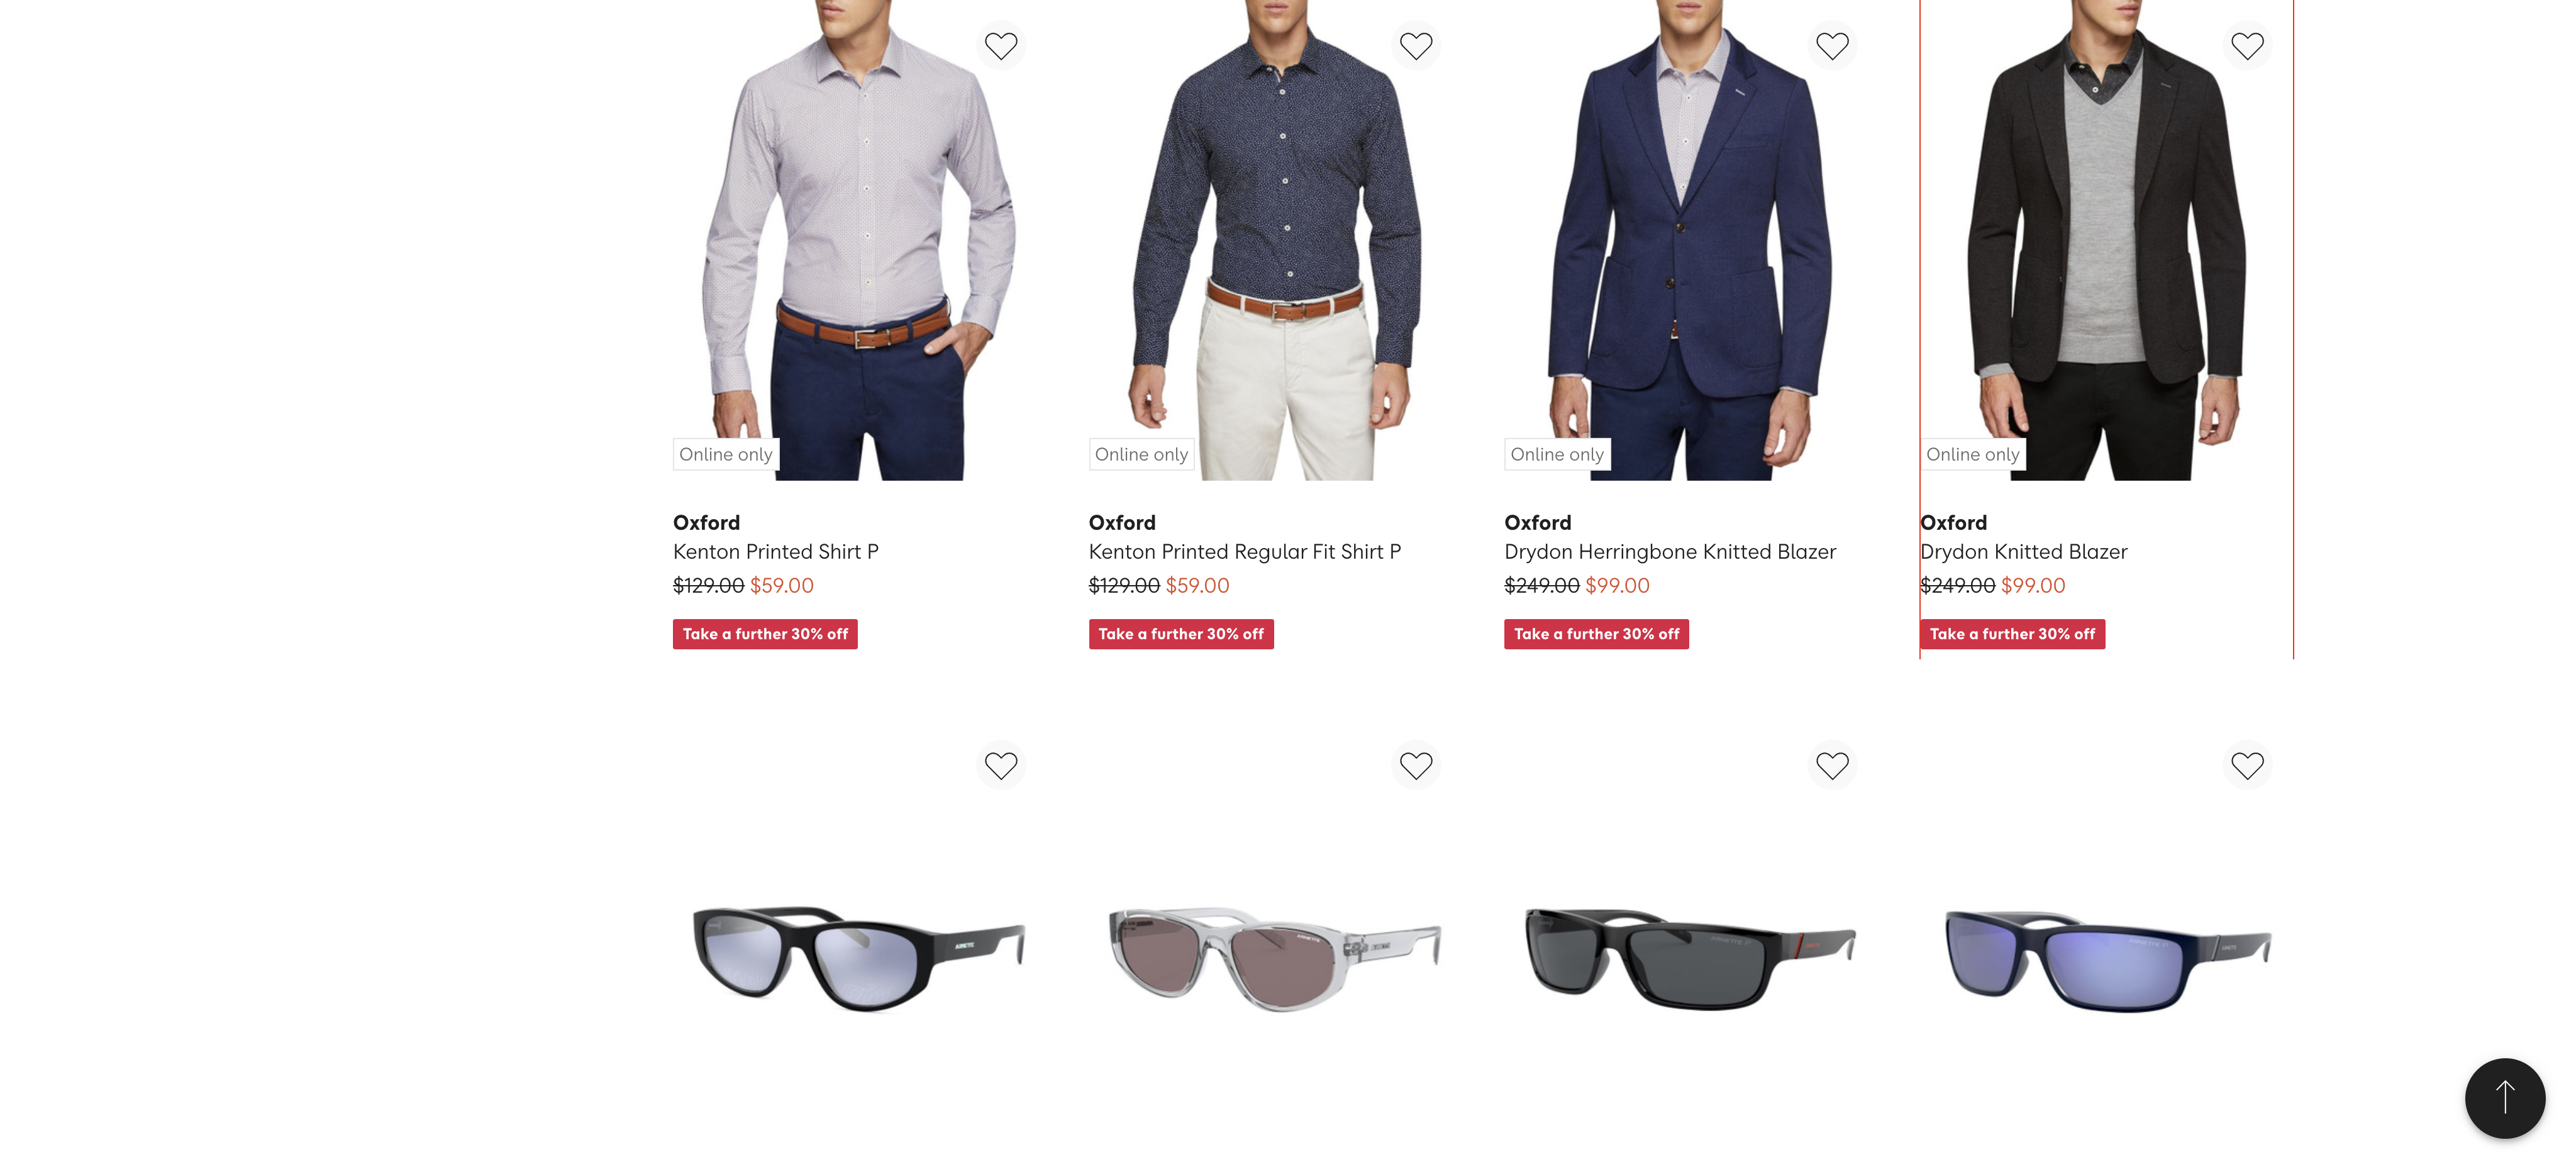 Online only
Online only
Online only
Online only
Oxford
Kenton Printed Shirt P
$129.00 $59.00
Take a further 30% off
Oxford
Kenton Printed Regular Fit Shirt P
$129.00 $59.00
Take a further 30% off
Oxford
Drydon Herringbone Knitted Blazer
$249.00 $99.00
Take a further 30% off
Oxford
Drydon Knitted Blazer
$249.00 $99.00
Take a further 30% off
ARNETTE
ARNETTE